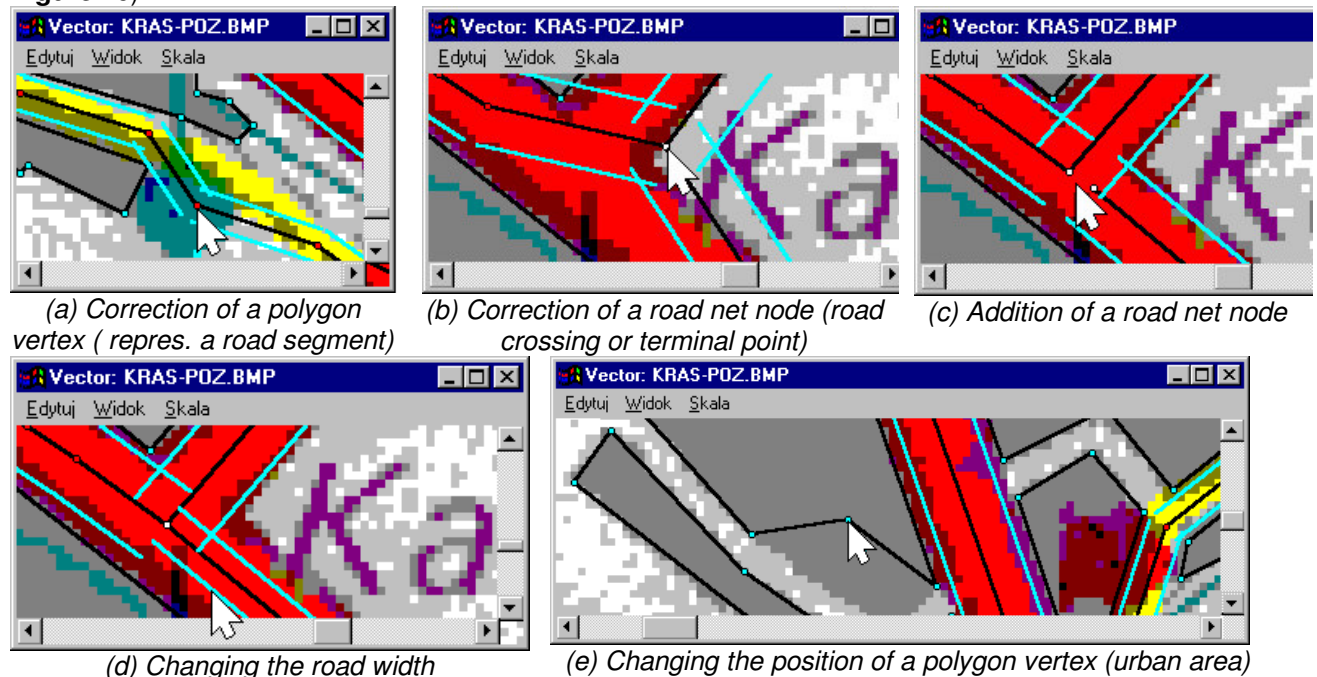 Vector: KRAS-POZ.BMP
Edytuj Widok Skala
(a) Correction of a polygon
vertex ( repres. a road segment)
Vector: KRAS-POZ.BMP
Edytuj Widok Skala
Ka
(b) Correction of a road net node (road
crossing or terminal point)
Vector: KRAS-POZ.BMP
Edytuj Widok Skala
Ka
(c) Addition of a road net node
Vector: KRAS-POZ.BMP
Edytuj Widok Skala
Ka
(d) Changing the road width
Vector: KRAS-POZ.BMP
Edytuj Widok Skala
(e) Changing the position of a polygon vertex (urban area)